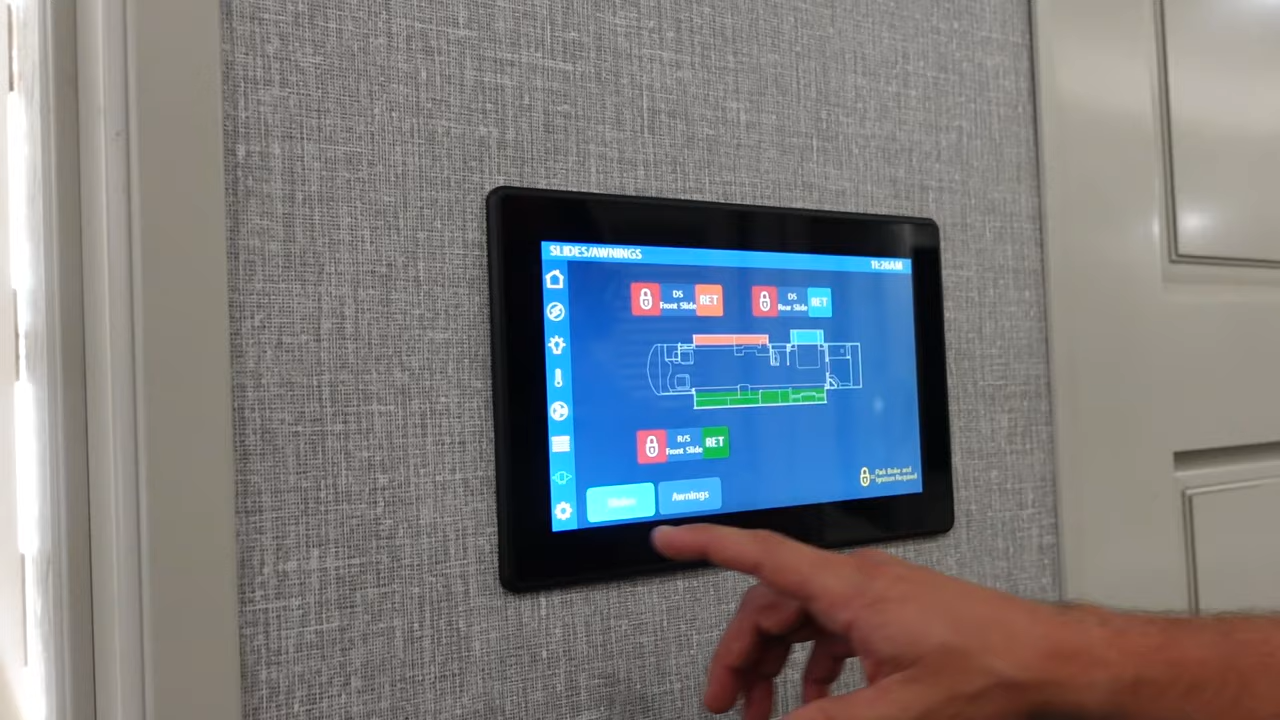 SLIDES/AWNINGS
11:26AM
DS
Front Slide
RET
DS
Rear Slide
RET
R/S
Front Slide
RET
= Park Brake and
Ignition Required
Awnings